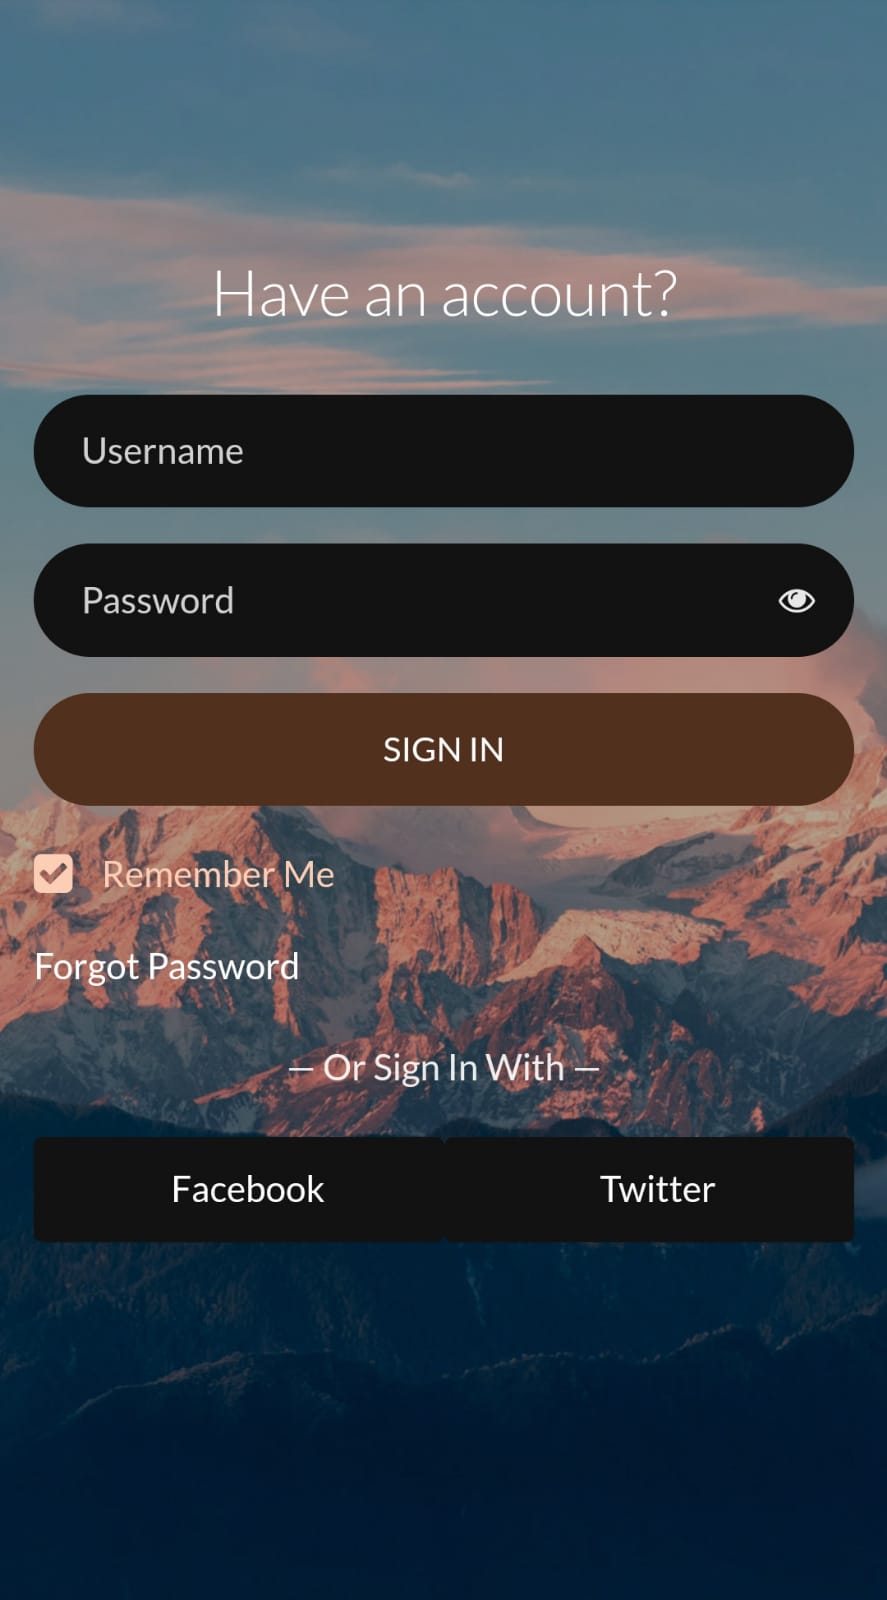 Have an account?
Username
Password
SIGN IN
Remember Me
Forgot Password
— Or Sign In With —
Facebook Twitter